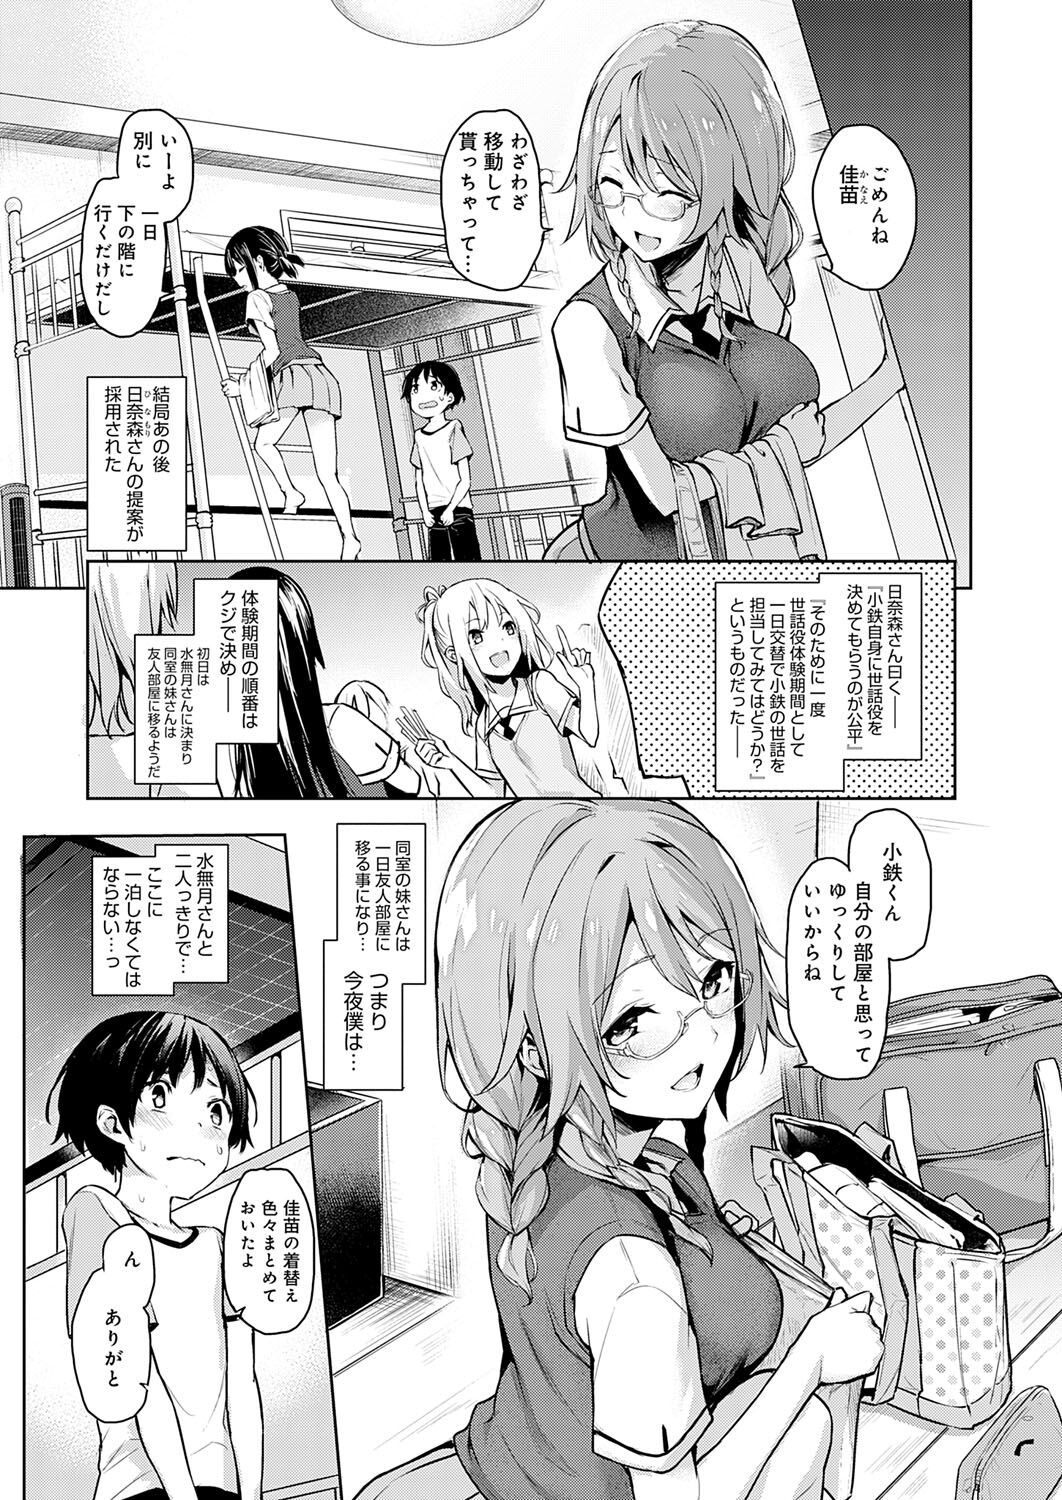 ごめんね
佳苗
かなえ
わざわざ
移動して
貰っちゃって…
いーよ
別に
一日
下の階に
行くだけだし
結局あの後
日奈森さんの提案が
ひなもり
採用された
日奈森さん曰く――
『小鉄自身に世話役を
決めてもらうのが公平』
『そのために一度
世話役体験期間として
一日交替で小鉄の世話を
担当してみてはどうか?』
というものだった――
体験期間の順番は
クジで決め――
初日は
水無月さんに決まり
同室の妹さんは
友人部屋に移るようだ
小鉄くん
自分の部屋と思って
ゆっくりして
いいからね
同室の妹さんは
一日友人部屋に
移る事になり…
つまり
今夜僕は…
水無月さんと
二人っきりで…
ここに
一泊しなくては
ならない…っ
佳苗の着替え
色々まとめて
おいたよ
ん
ありがと